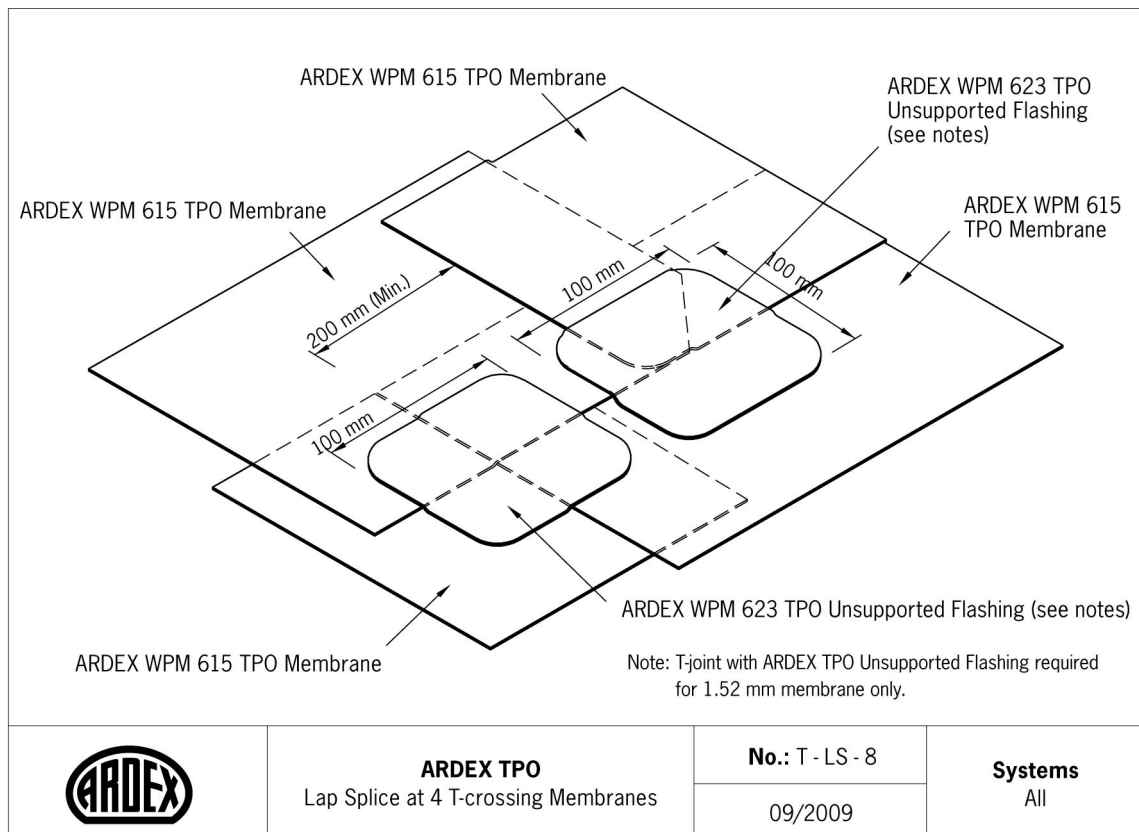 ARDEX WPM 615 TPO Membrane
ARDEX WPM 623 TPO
Unsupported Flashing
(see notes)
ARDEX WPM 615 TPO Membrane
ARDEX WPM 615
TPO Membrane
100 mm
100 mm
200 mm (Min.)
100 mm
ARDEX WPM 623 TPO Unsupported Flashing (see notes)
ARDEX WPM 615 TPO Membrane
Note: T-joint with ARDEX TPO Unsupported Flashing required
for 1.52 mm membrane only.
ARDEX
ARDEX TPO
Lap Splice at 4 T-crossing Membranes
No.: T - LS - 8
09/2009
Systems
All